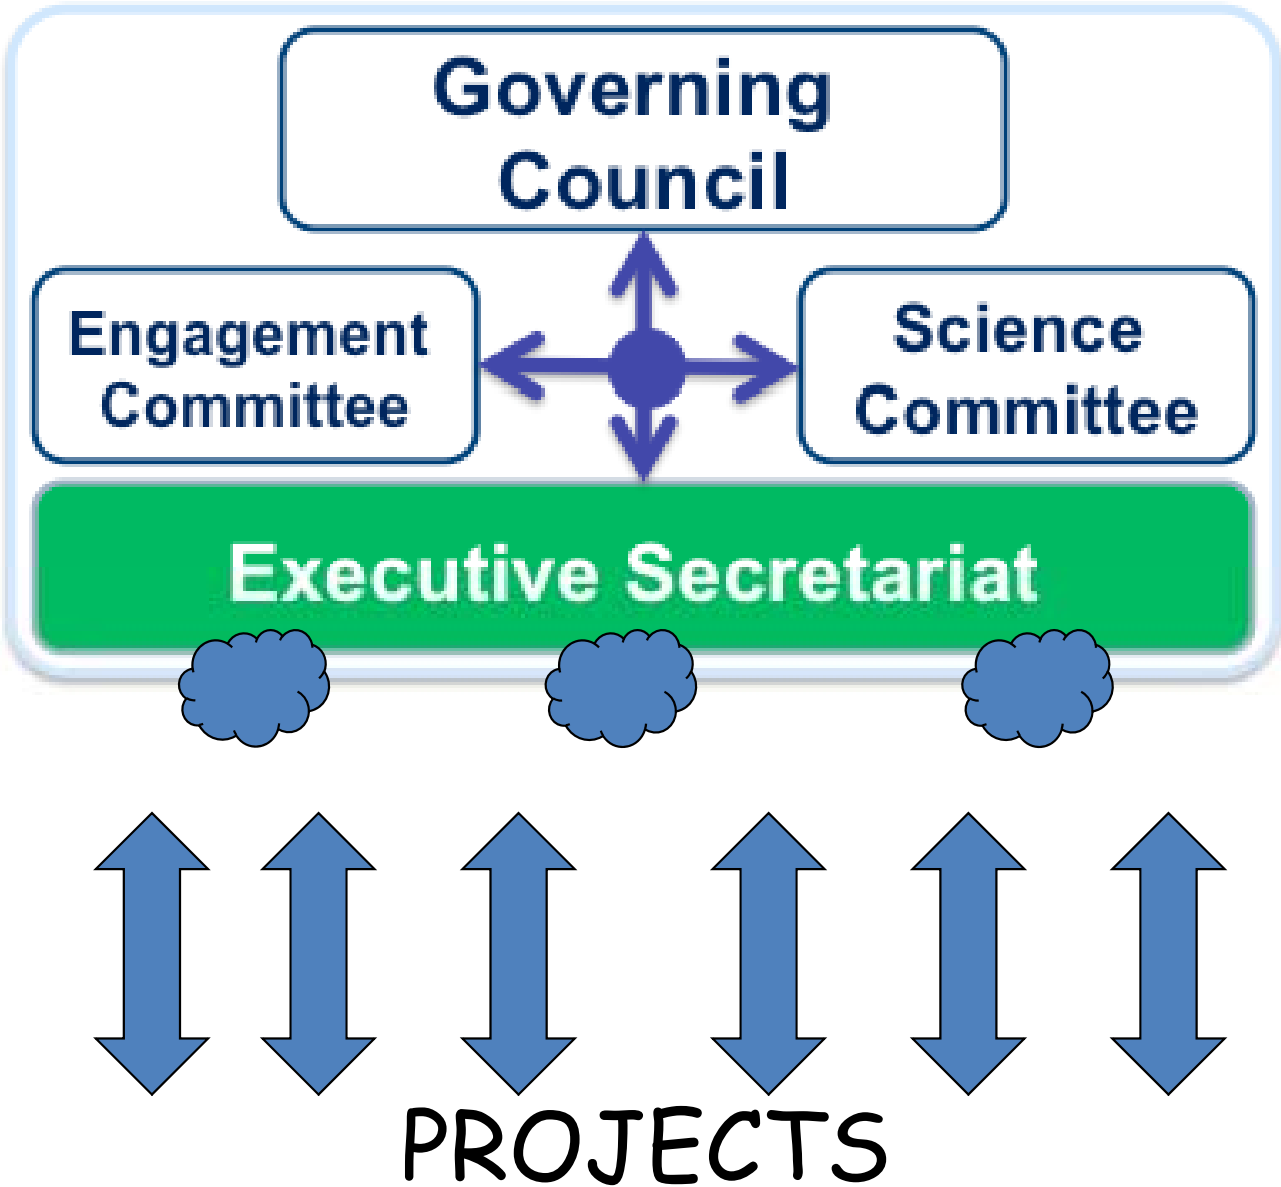 Governing
Council
Engagement
Committee
Science
Committee
Executive Secretariat
PROJECTS